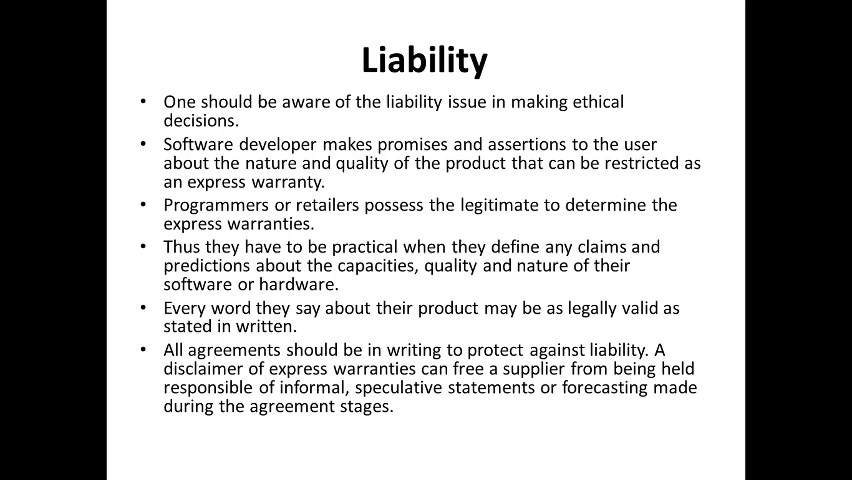 Liability
• One should be aware of the liability issue in making ethical
decisions.
• Software developer makes promises and assertions to the user
about the nature and quality of the product that can be restricted as
an express warranty.
• Programmers or retailers possess the legitimate to determine the
express warranties.
• Thus they have to be practical when they define any claims and
predictions about the capacities, quality and nature of their
software or hardware.
• Every word they say about their product may be as legally valid as
stated in written.
• All agreements should be in writing to protect against liability. A
disclaimer of express warranties can free a supplier from being held
responsible of informal, speculative statements or forecasting made
during the agreement stages.